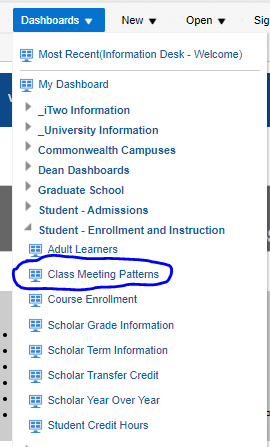 Dashboards New Open Sig
Most Recent(Information Desk - Welcome)
My Dashboard
_iTwo Information
_University Information
Commonwealth Campuses
Dean Dashboards
Graduate School
Student - Admissions
Student - Enrollment and Instruction
Adult Learners
Class Meeting Patterns
Course Enrollment
Scholar Grade Information
Scholar Term Information
Scholar Transfer Credit
Scholar Year Over Year
Student Credit Hours